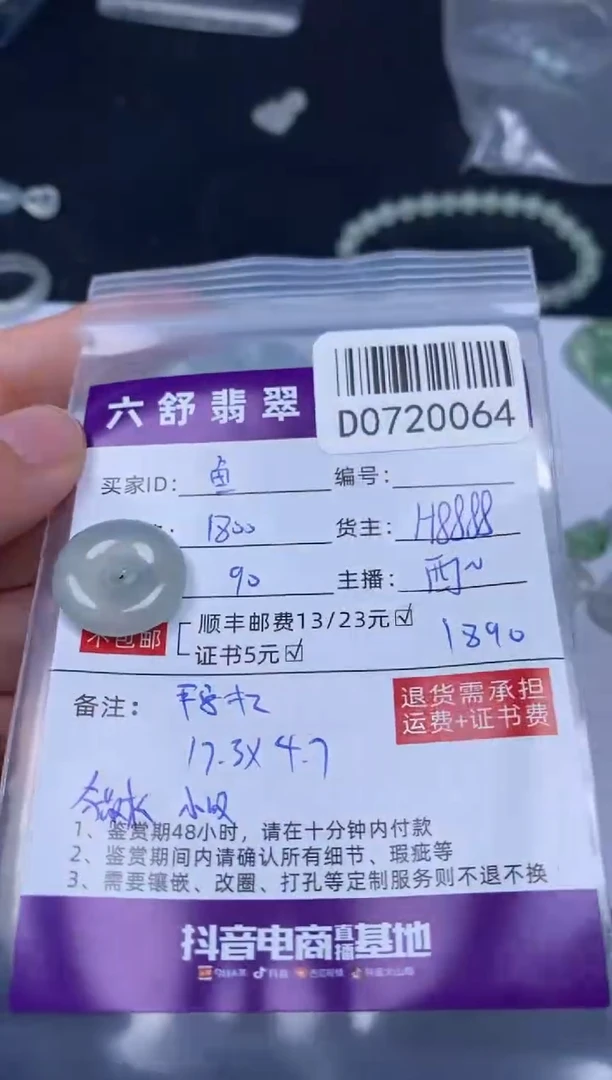 六舒翡翠
D0720064
买家ID： 卤 编号：
： 1800 货主： H8888
90 主播： 西~
不包邮 顺丰邮费13/23元☑ 1890
证书5元☑
备注： 平安扣 退货需承担
17.3X4.7 运费+证书费
1、鉴赏期48小时，请在十分钟内付款
2、鉴赏期间内请确认所有细节、瑕疵等
3、需要镶嵌、改圈、打孔等定制服务则不退不换
抖音电商直播基地